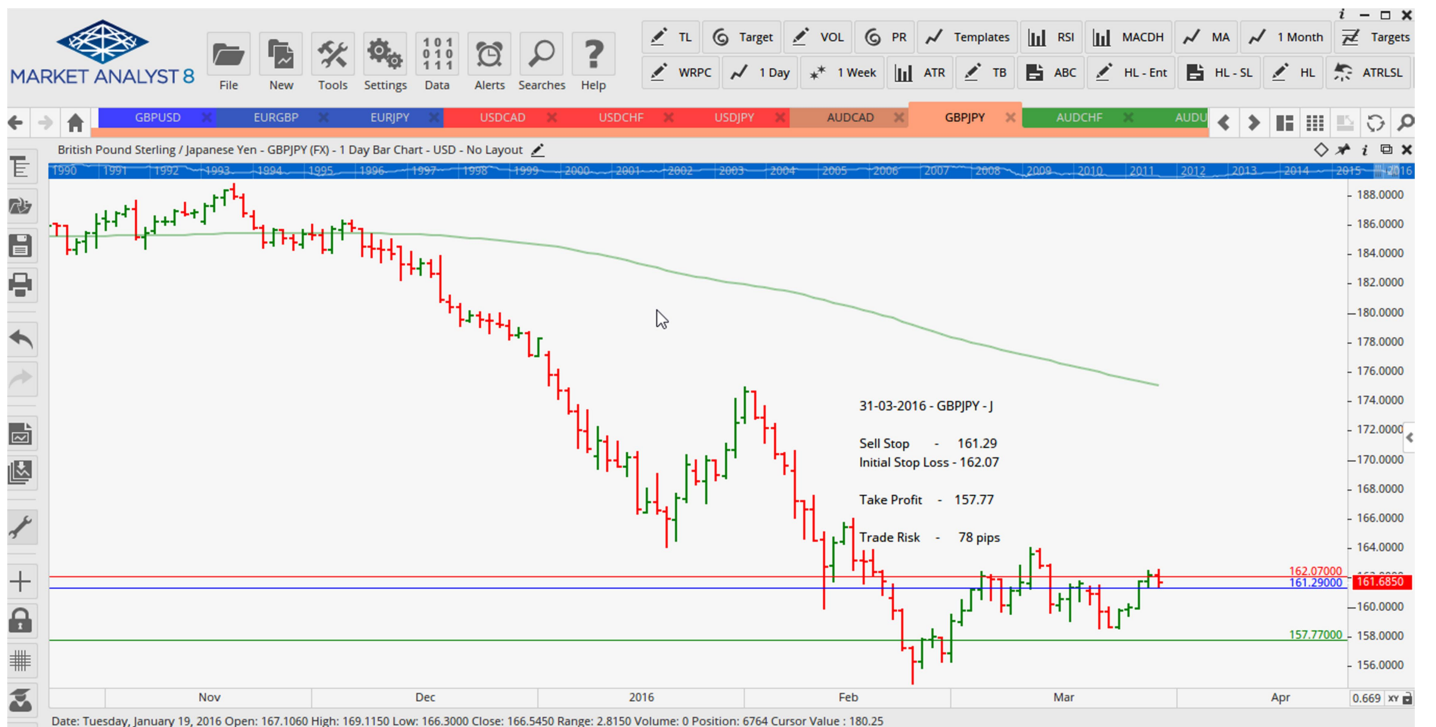 MARKET ANALYST 8
File
New
Tools
Settings
101
010
111
Data
Alerts
Searches
?
Help
TL
Target
VOL
PR
Templates
RSI
MACDH
MA
1 Month
Targets
WRPC
1 Day
1 Week
ATR
TB
ABC
HL - Ent
HL - SL
HL
ATRLSL
GBPUSD
EURGBP
EURJPY
USDCAD
USDCHF
USDJPY
AUDCAD
GBPJPY
AUDCHF
AUDU
British Pound Sterling / Japanese Yen - GBPJPY (FX) - 1 Day Bar Chart - USD - No Layout
1990 1991 1992 1993 1994 1995 1996 1997 1998 1999 2000 2001 2002 2003 2004 2005 2006 2007 2008 2009 2010 2011 2012 2013 2014 2015 2016
188.0000
186.0000
184.0000
182.0000
180.0000
178.0000
176.0000
174.0000
172.0000
170.0000
168.0000
166.0000
164.0000
31-03-2016 - GBPJPY - J
Sell Stop - 161.29
Initial Stop Loss - 162.07
Take Profit - 157.77
Trade Risk - 78 pips
162.07000
161.29000
161.6850
160.0000
157.77000
158.0000
156.0000
Nov Dec 2016 Feb Mar Apr
0.669 XY
Date: Tuesday, January 19, 2016 Open: 167.1060 High: 169.1150 Low: 166.3000 Close: 166.5450 Range: 2.8150 Volume: 0 Position: 6764 Cursor Value : 180.25